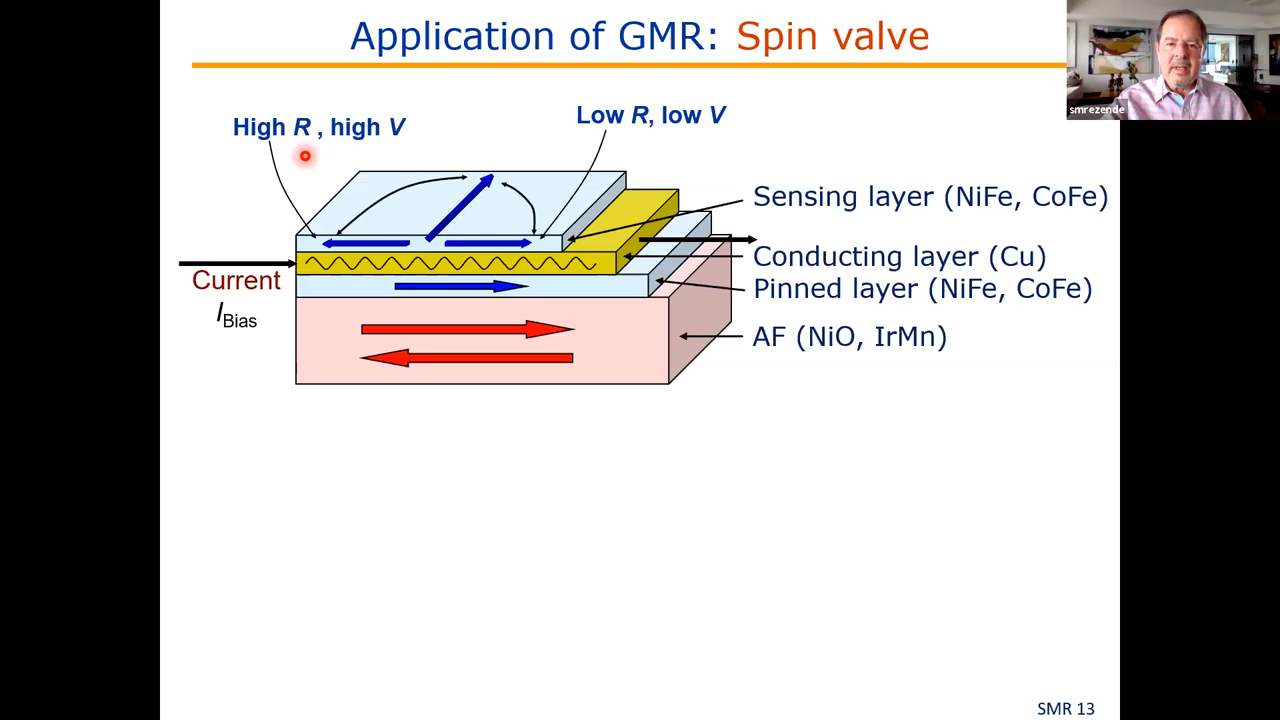 Application of GMR: Spin valve
smrezende
High R , high V
Low R, low V
Sensing layer (NiFe, CoFe)
Conducting layer (Cu)
Current
Pinned layer (NiFe, CoFe)
IBias
AF (NiO, IrMn)
SMR 13